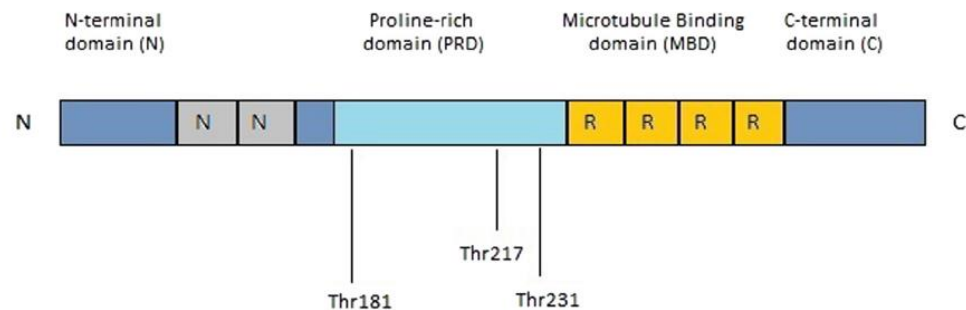 N-terminal
domain (N)
Proline-rich
domain (PRD)
Microtubule Binding
domain (MBD)
C-terminal
domain (C)
N
N
N
R
R
R
R
C
Thr217
Thr181
Thr231